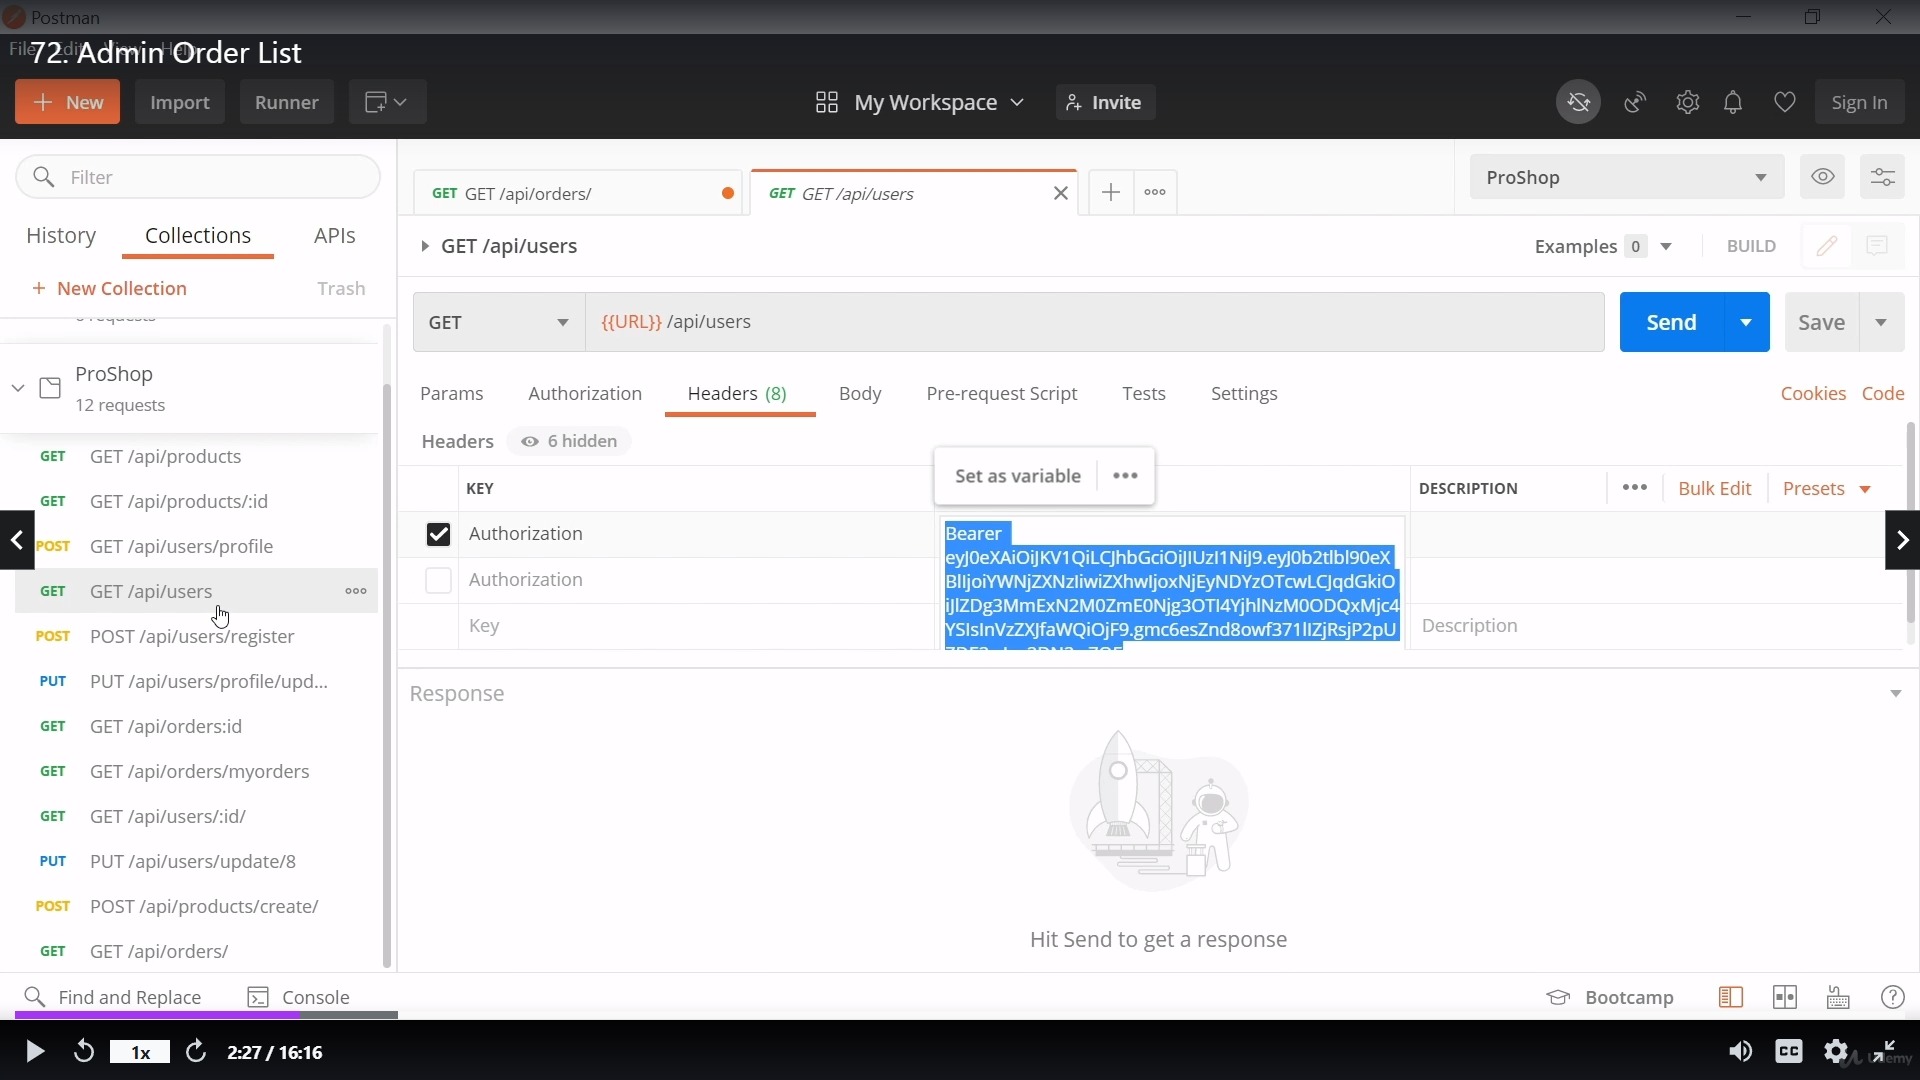 Postman
File Edit View Help
72. Admin Order List
New
Import
Runner
My Workspace
Invite
Sign In
Filter
History
Collections
APIs
+ New Collection
Trash
ProShop
12 requests
GET GET /api/products
GET GET /api/products/:id
POST GET /api/users/profile
GET GET /api/users
POST POST /api/users/register
PUT PUT /api/users/profile/upd...
GET GET /api/orders:id
GET GET /api/orders/myorders
GET GET /api/users/:id/
PUT PUT /api/users/update/8
POST POST /api/products/create/
GET GET /api/orders/
GET GET /api/orders/
GET GET /api/users
ProShop
GET /api/users
Examples 0
BUILD
GET
{{URL}} /api/users
Send
Save
Params
Authorization
Headers (8)
Body
Pre-request Script
Tests
Settings
Cookies
Code
Headers
6 hidden
Set as variable
KEY
DESCRIPTION
Bulk Edit
Presets
Authorization
Bearer
Authorization
Key
Description
Response
Hit Send to get a response
Find and Replace
Console
Bootcamp
1x
2:27 / 16:16
CC
Udemy